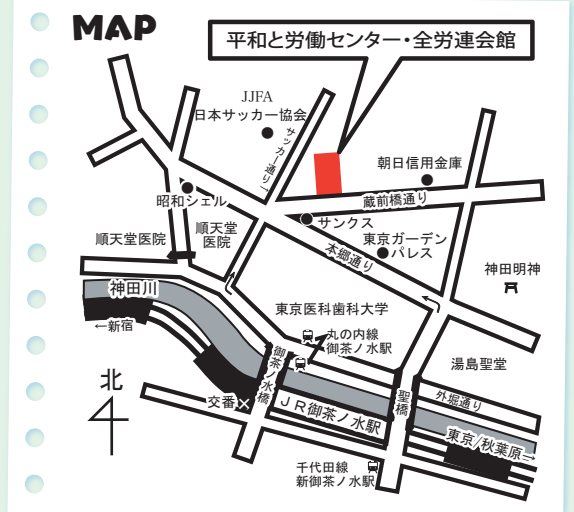 MAP
平和と労働センター・全労連会館
JJFA
日本サッカー協会
サッカー通り→
朝日信用金庫
昭和シェル
蔵前橋通り
サンクス
順天堂医院
順天堂
医院
本郷通り
東京ガーデン
パレス
神田明神
神田川
←新宿
東京医科歯科大学
丸の内線
御茶ノ水駅
御茶ノ水橋
湯島聖堂
北
交番
JR御茶ノ水駅
聖橋
外堀通り
東京/秋葉原→
千代田線
新御茶ノ水駅